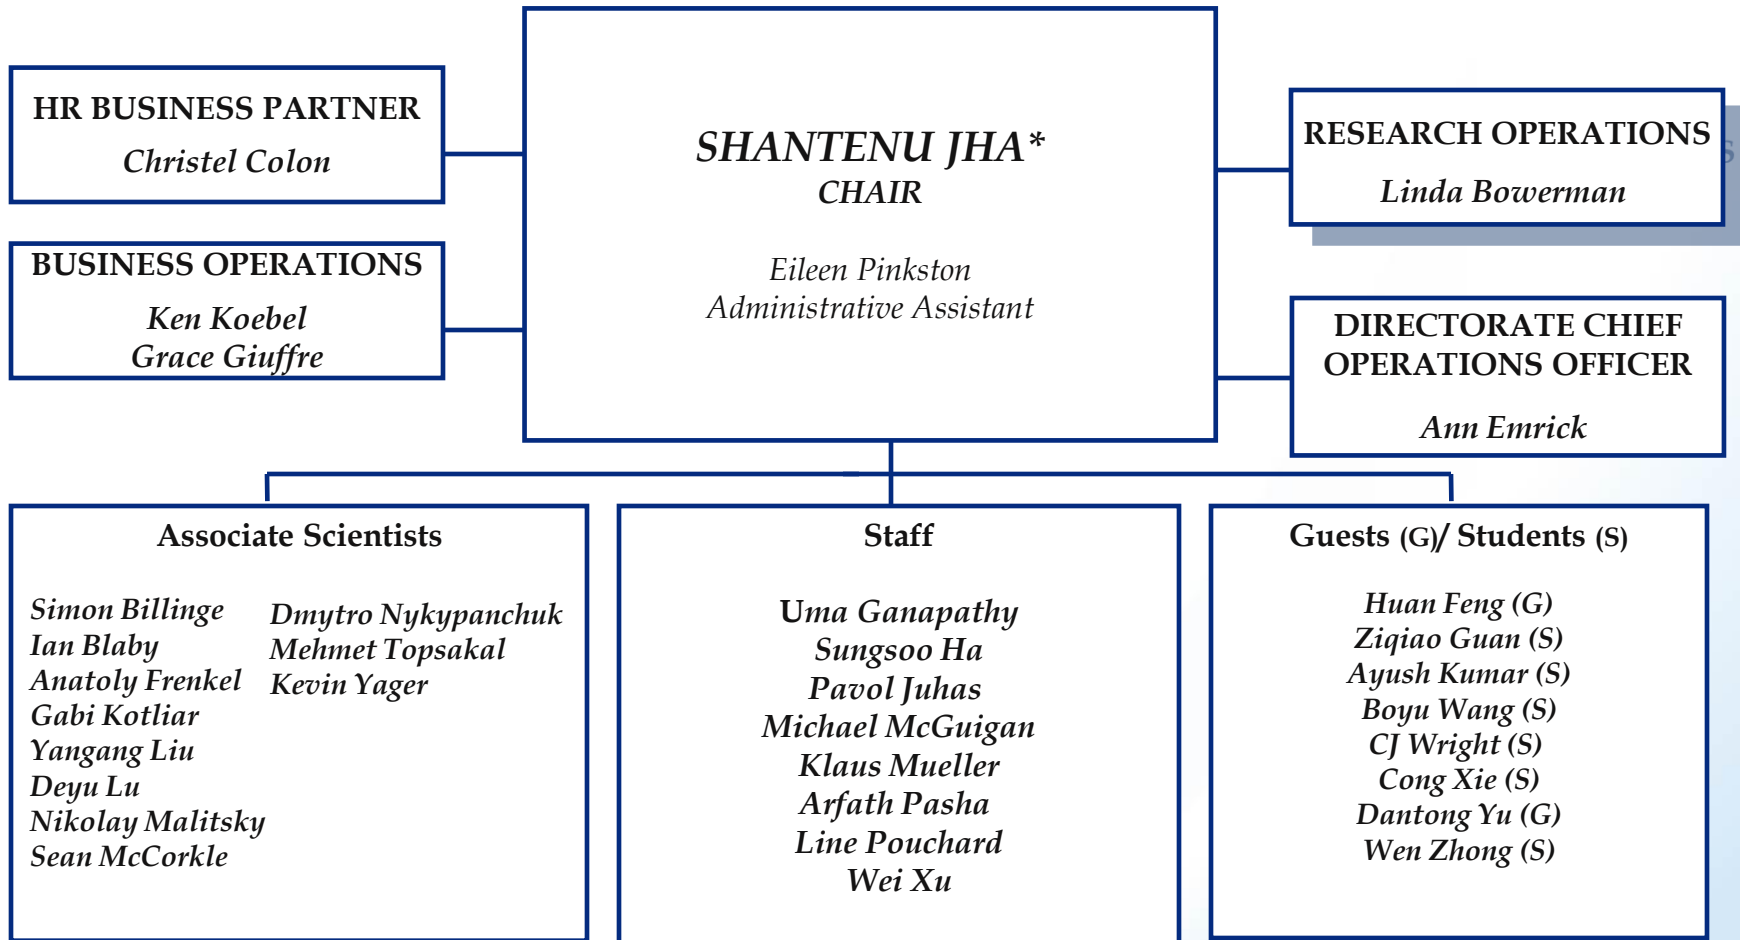 HR BUSINESS PARTNER
Christel Colon
BUSINESS OPERATIONS
Ken Koebel
Grace Giuffre
SHANTENU JHA*
CHAIR
Eileen Pinkston
Administrative Assistant
RESEARCH OPERATIONS
Linda Bowerman
DIRECTORATE CHIEF
OPERATIONS OFFICER
Ann Emrick
Associate Scientists
Simon Billinge
Ian Blaby
Anatoly Frenkel
Gabi Kotliar
Yangang Liu
Deyu Lu
Nikolay Malitsky
Sean McCorkle
Dmytro Nykypanchuk
Mehmet Topsakal
Kevin Yager
Staff
Uma Ganapathy
Sungsoo Ha
Pavol Juhas
Michael McGuigan
Klaus Mueller
Arfath Pasha
Line Pouchard
Wei Xu
Guests (G)/ Students (S)
Huan Feng (G)
Ziqiao Guan (S)
Ayush Kumar (S)
Boyu Wang (S)
CJ Wright (S)
Cong Xie (S)
Dantong Yu (G)
Wen Zhong (S)